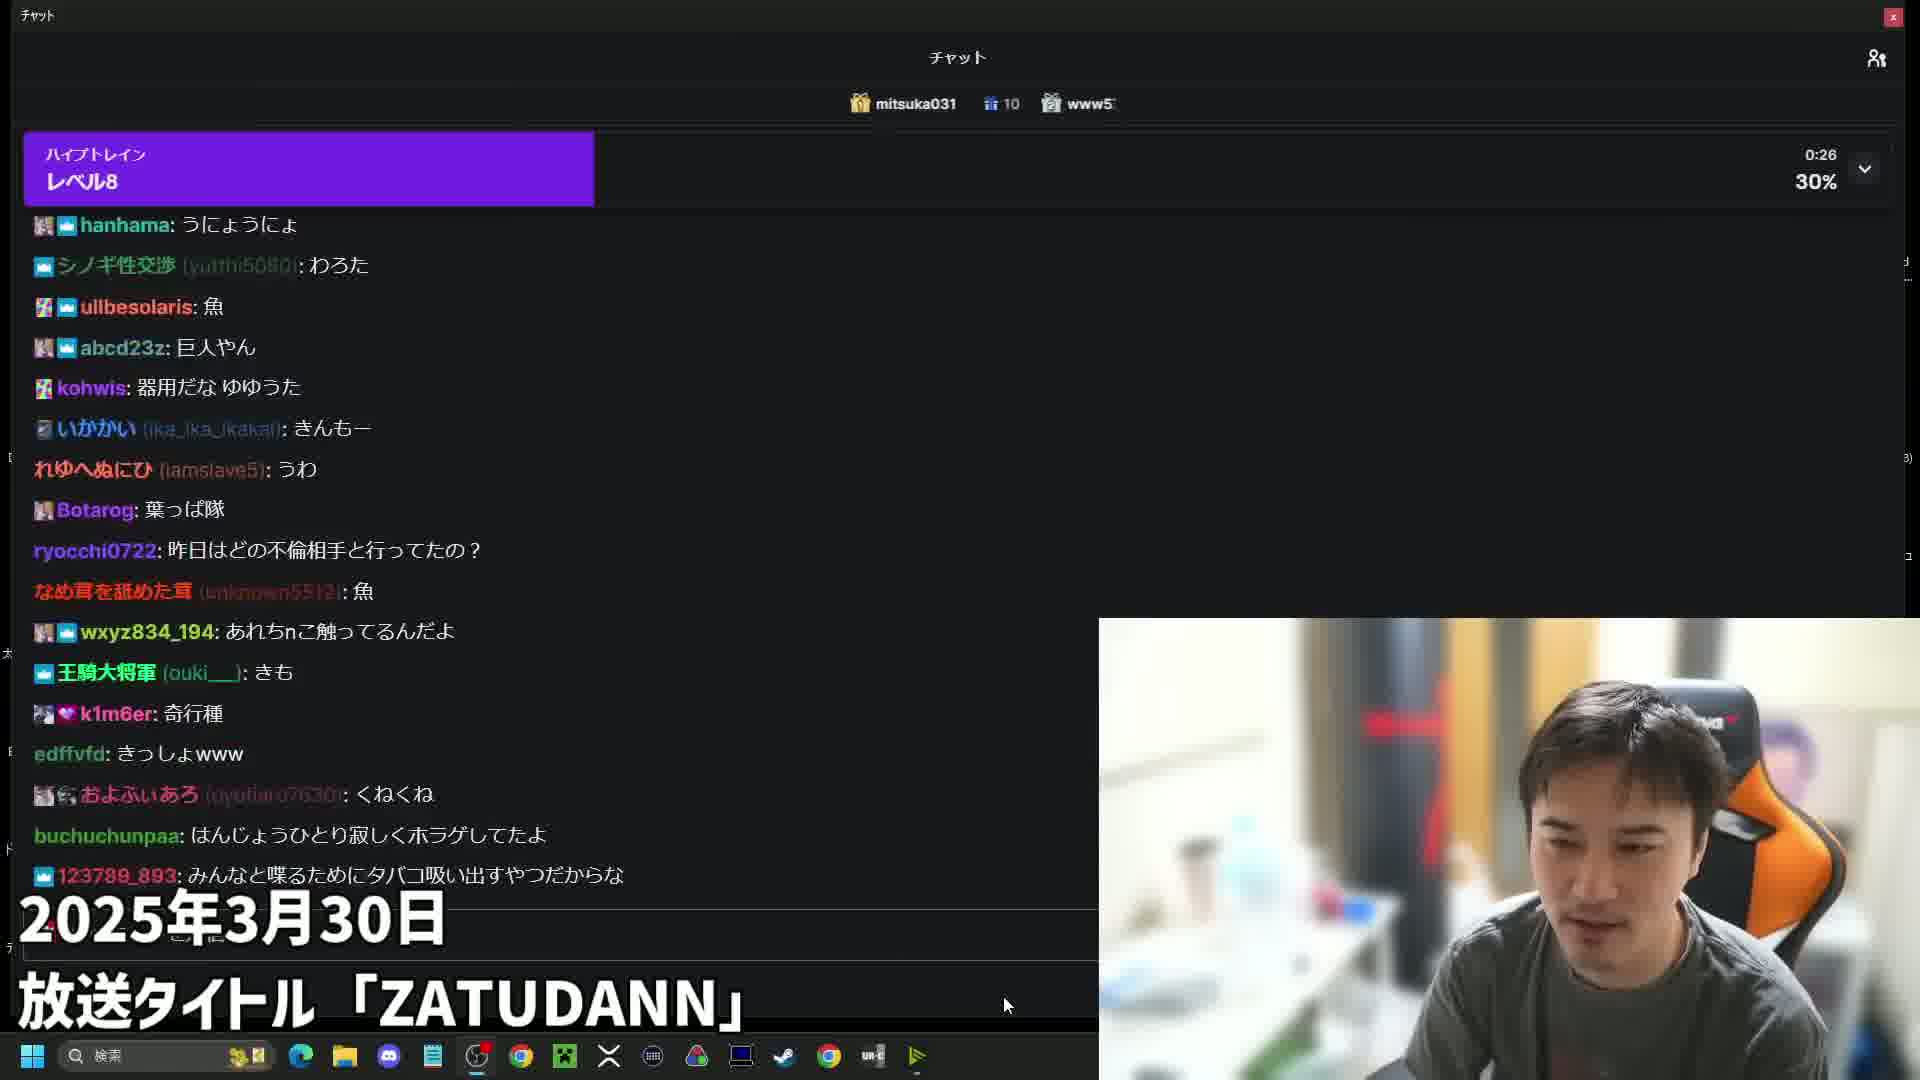 チャット
チャット
mitsuka031 10 www5
ハイプトレイン
レベル8
0:26
30%
hanhama: うにょうにょ
シノギ性交渉 (yutthi5080): わろた
ullbesolaris: 魚
abcd23z: 巨人やん
kohwis: 器用だな ゆゆうた
いかかい (ika_ika_ikakai): きんもー
れゆへぬにひ (iamslave5): うわ
Botarog: 葉っぱ隊
ryocchi0722: 昨日はどの不倫相手と行ってたの？
なめ茸を舐めた茸 (unknown5512): 魚
wxyz834_194: あれちnこ触ってるんだよ
王騎大将軍 (ouki___): きも
k1m6er: 奇行種
edffvfd: きっしょwww
およふぃあろ: くねくね
buchuchunpaa: はんじょうひとり寂しくホラゲしてたよ
123789_893: みんなと喋るためにタバコ吸い出すやつだからな
2025年3月30日
放送タイトル「ZATUDANN」
検索